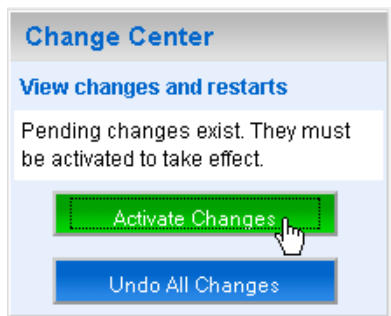 Change Center
View changes and restarts
Pending changes exist. They must
be activated to take effect.
Activate Changes
Undo All Changes